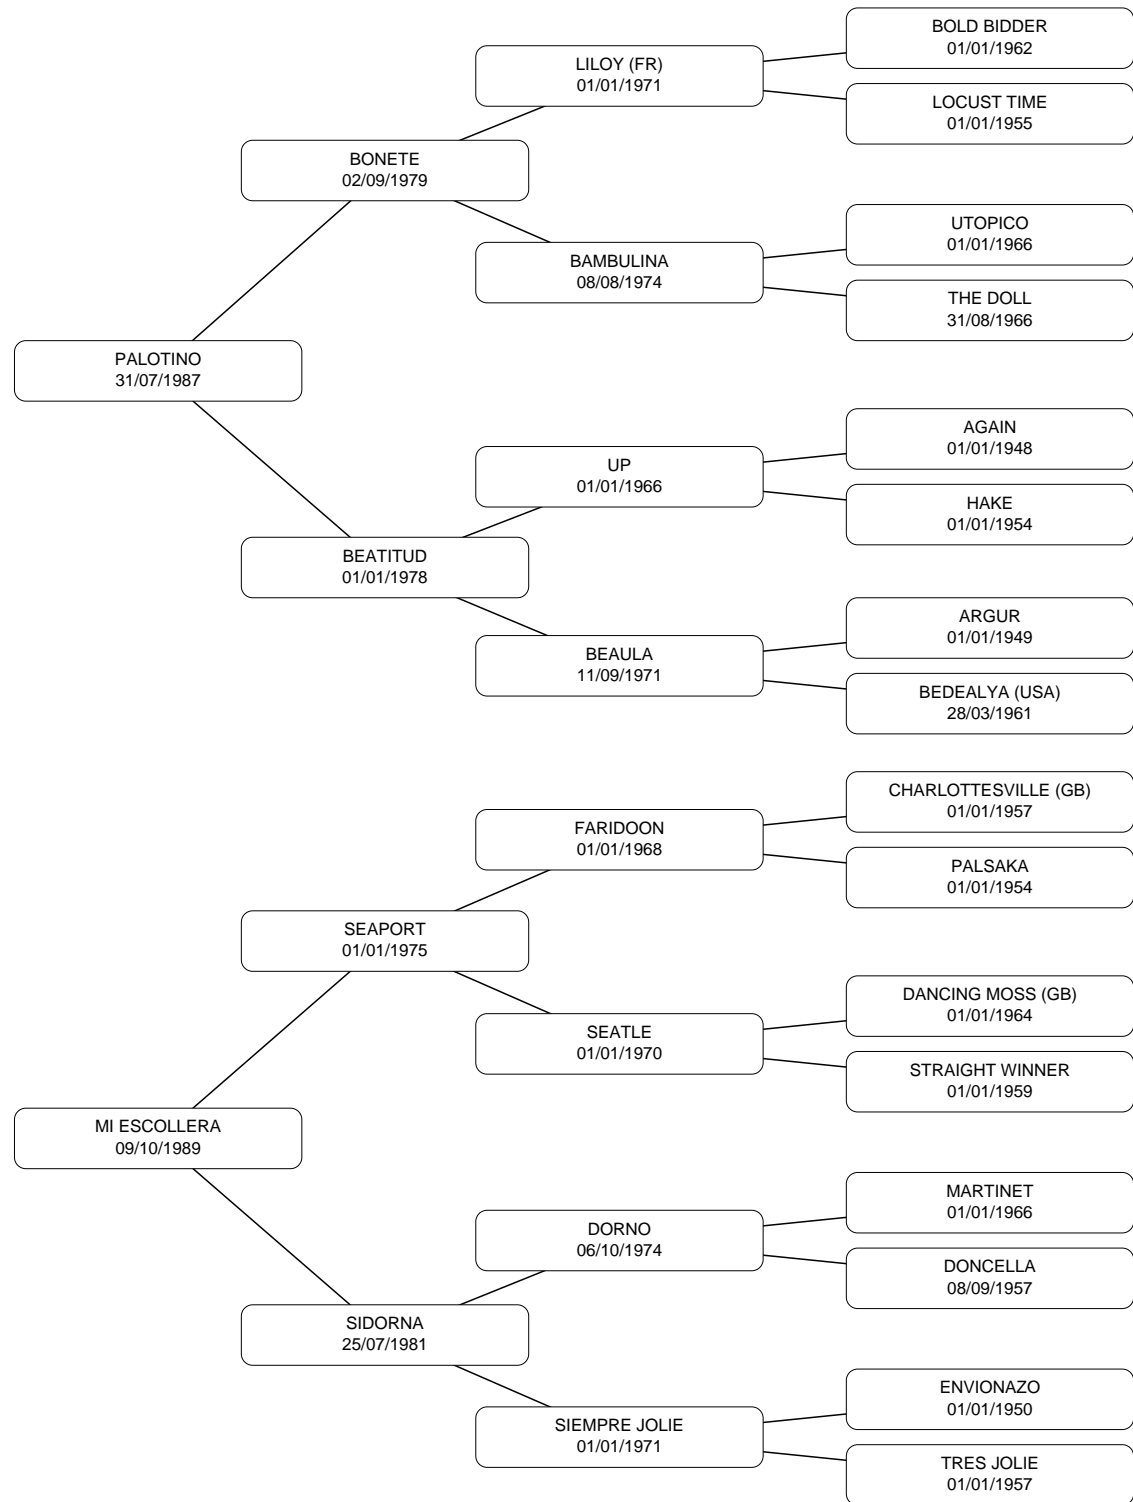 BOLD BIDDER
01/01/1962
LILOY (FR)
01/01/1971
LOCUST TIME
01/01/1955
BONETE
02/09/1979
UTOPICO
01/01/1966
BAMBULINA
08/08/1974
THE DOLL
31/08/1966
PALOTINO
31/07/1987
AGAIN
01/01/1948
UP
01/01/1966
HAKE
01/01/1954
BEATITUD
01/01/1978
ARGUR
01/01/1949
BEAULA
11/09/1971
BEDEALYA (USA)
28/03/1961
CHARLOTTESVILLE (GB)
01/01/1957
FARIDOON
01/01/1968
PALSAKA
01/01/1954
SEAPORT
01/01/1975
DANCING MOSS (GB)
01/01/1964
SEATLE
01/01/1970
STRAIGHT WINNER
01/01/1959
MI ESCOLLERA
09/10/1989
MARTINET
01/01/1966
DORNO
06/10/1974
DONCELLA
08/09/1957
SIDORNA
25/07/1981
ENVIONAZO
01/01/1950
SIEMPRE JOLIE
01/01/1971
TRES JOLIE
01/01/1957